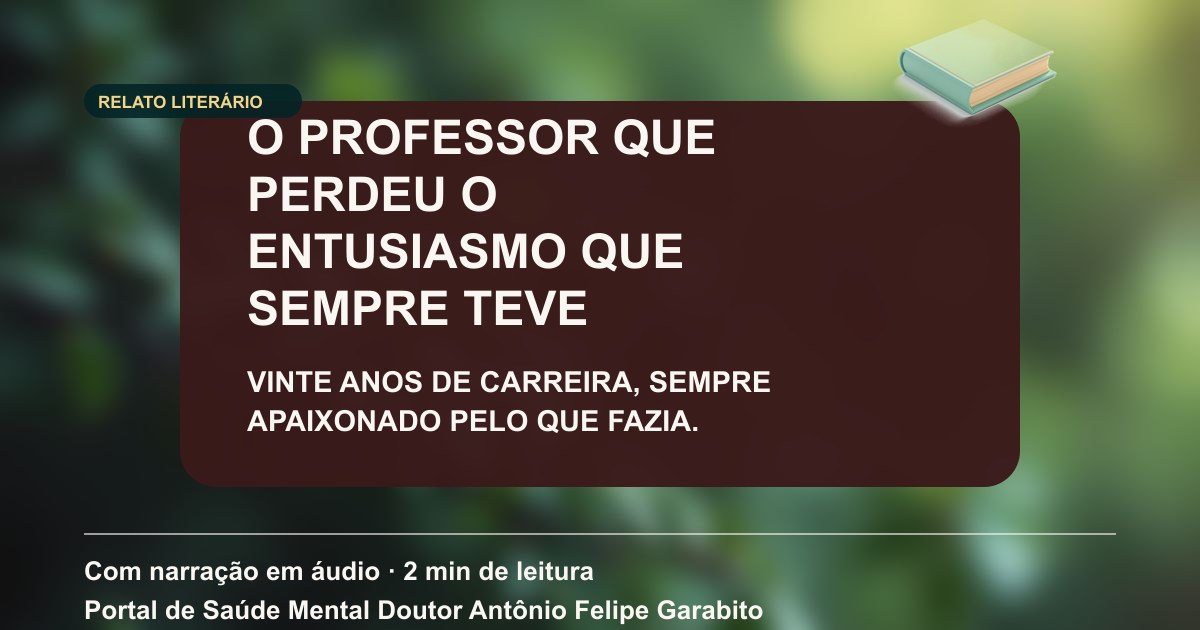 RELATO LITERÁRIO
O PROFESSOR QUE
PERDEU O
ENTUSIASMO QUE
SEMPRE TEVE
VINTE ANOS DE CARREIRA, SEMPRE
APAIXONADO PELO QUE FAZIA.
Com narração em áudio · 2 min de leitura
Portal de Saúde Mental Doutor Antônio Felipe Garabito